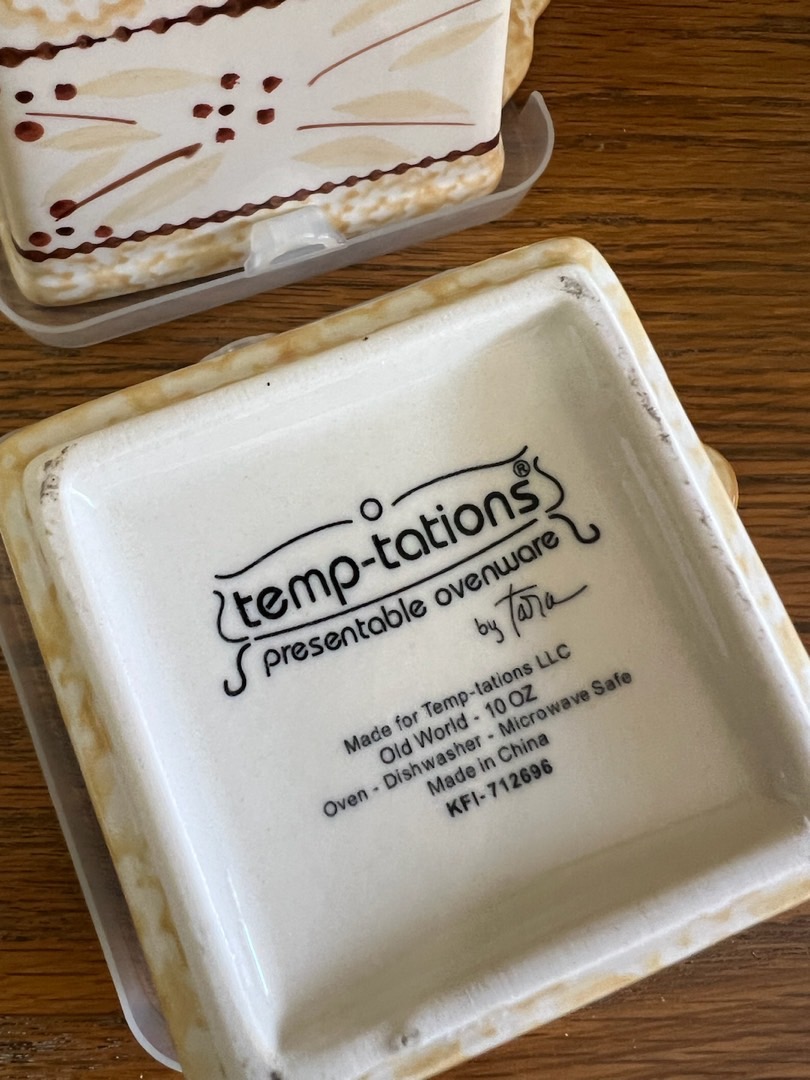 temp-tations®
presentable ovenware
by Tara
Made for Temp-tations LLC
Old World - 10 OZ
Oven - Dishwasher - Microwave Safe
Made in China
KFI-712696